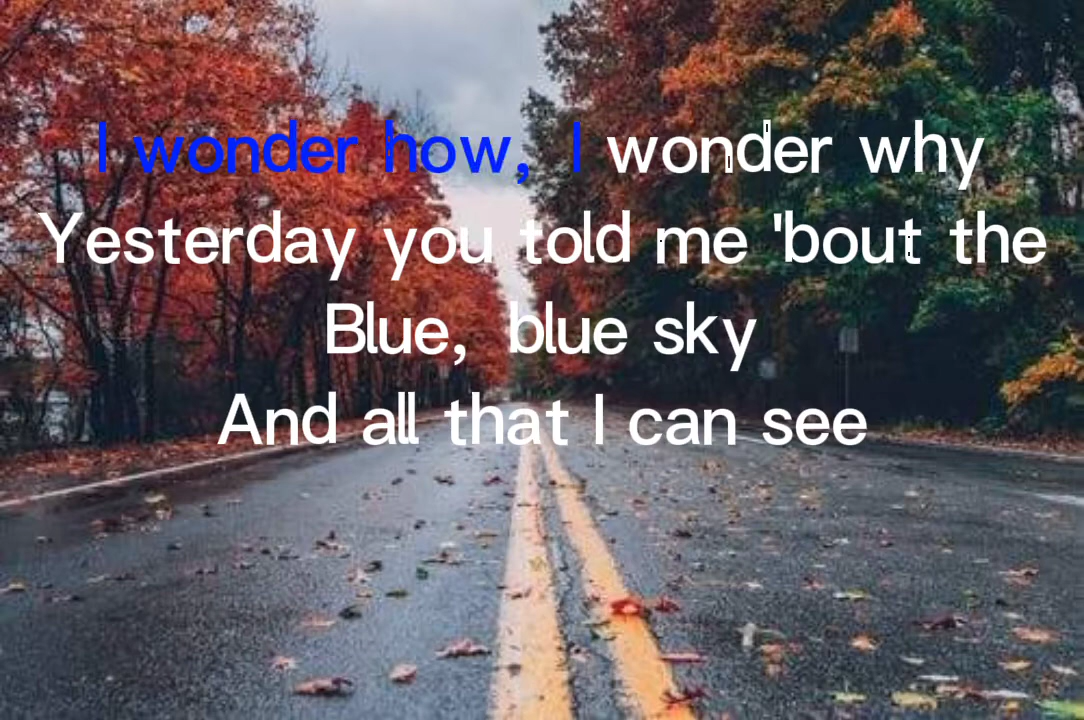 I wonder how, I wonder why
Yesterday you told me 'bout the
Blue, blue sky
And all that I can see